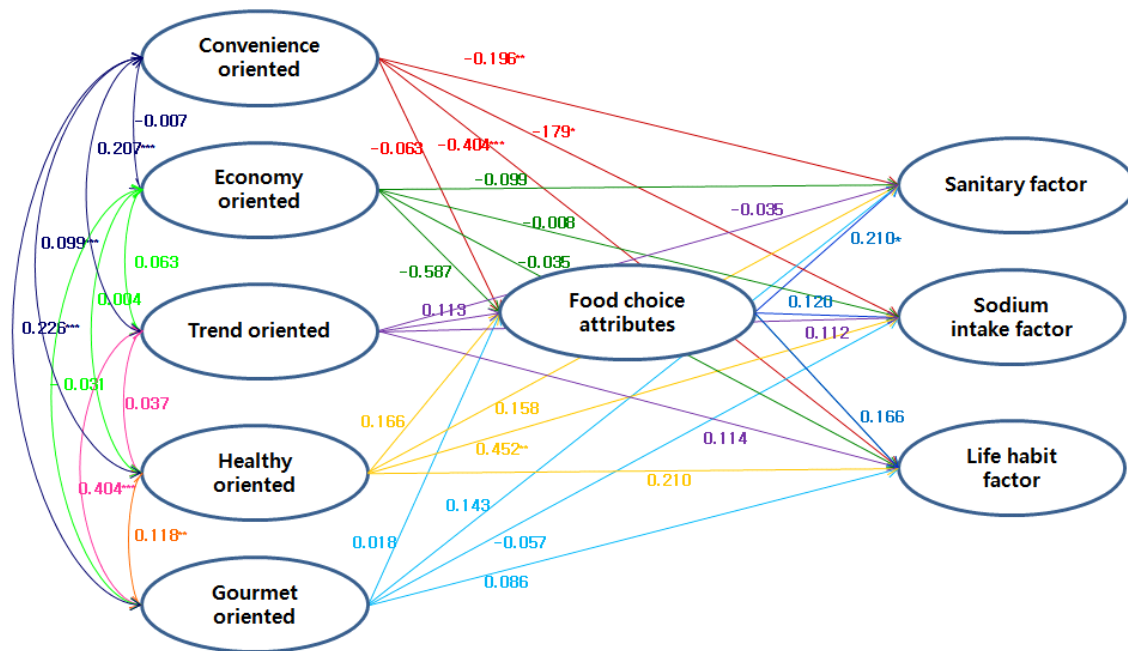 Convenience
oriented
-0.196**
-0.007
0.207***
-0.063
-0.404***
-179*
Economy
oriented
-0.099
Sanitary factor
-0.035
-0.008
0.210*
0.099***
0.063
-0.035
-0.587
0.004
Food choice
attributes
0.113
0.120
Trend oriented
0.226***
0.112
Sodium
intake factor
-0.031
0.037
0.166
0.158
0.166
0.114
0.452**
Healthy
oriented
0.210
Life habit
factor
0.404***
0.143
0.118**
0.018
-0.057
0.086
Gourmet
oriented